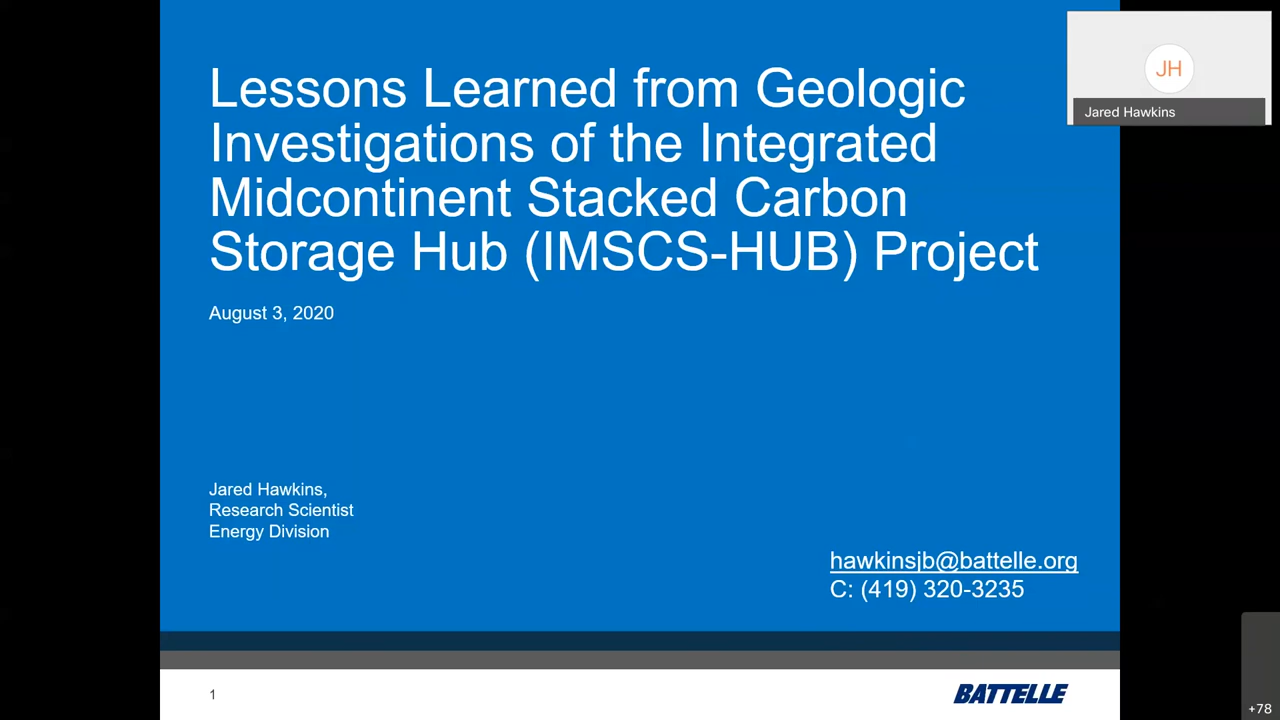 Lessons Learned from Geologic
Investigations of the Integrated
Midcontinent Stacked Carbon
Storage Hub (IMSCS-HUB) Project
August 3, 2020
Jared Hawkins,
Research Scientist
Energy Division
hawkinsjb@battelle.org
C: (419) 320-3235
1
BATTELLE
JH
Jared Hawkins
+78